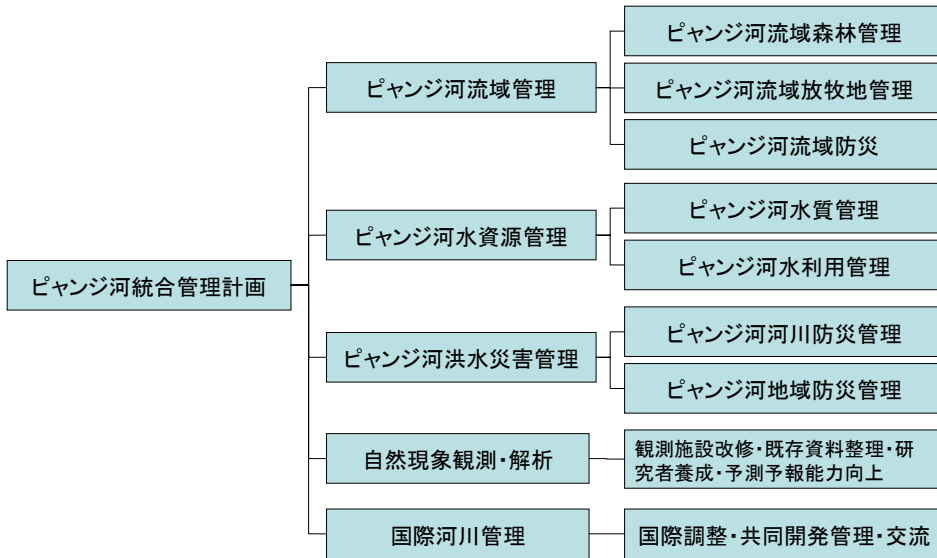 ピャンジ河統合管理計画
ピャンジ河流域管理
ピャンジ河流域森林管理
ピャンジ河流域放牧地管理
ピャンジ河流域防災
ピャンジ河水資源管理
ピャンジ河水質管理
ピャンジ河水利用管理
ピャンジ河洪水災害管理
ピャンジ河河川防災管理
ピャンジ河地域防災管理
自然現象観測・解析
観測施設改修・既存資料整理・研
究者養成・予測予報能力向上
国際河川管理
国際調整・共同開発管理・交流